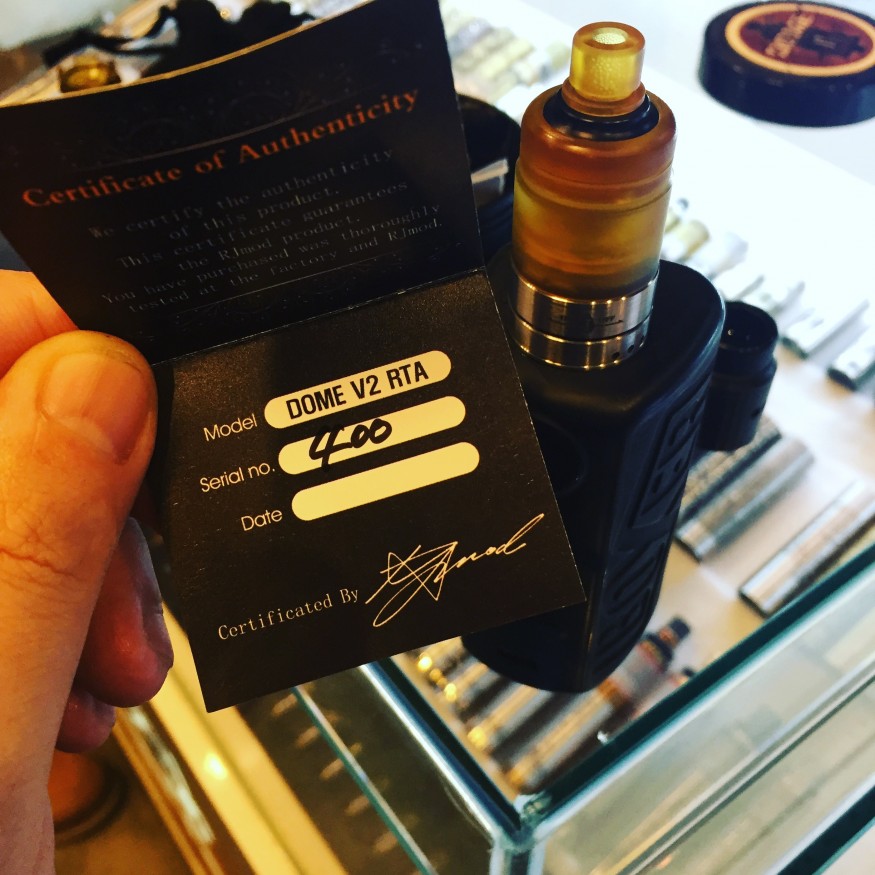 Certificate of Authenticity
We certify the authenticity
of this product.
This certificate guarantees
the RJmod product.
You have purchased was thoroughly
tested at the factory and RJmod.
Model DOME V2 RTA
Serial no. 400
Date
Certificated By RJmod